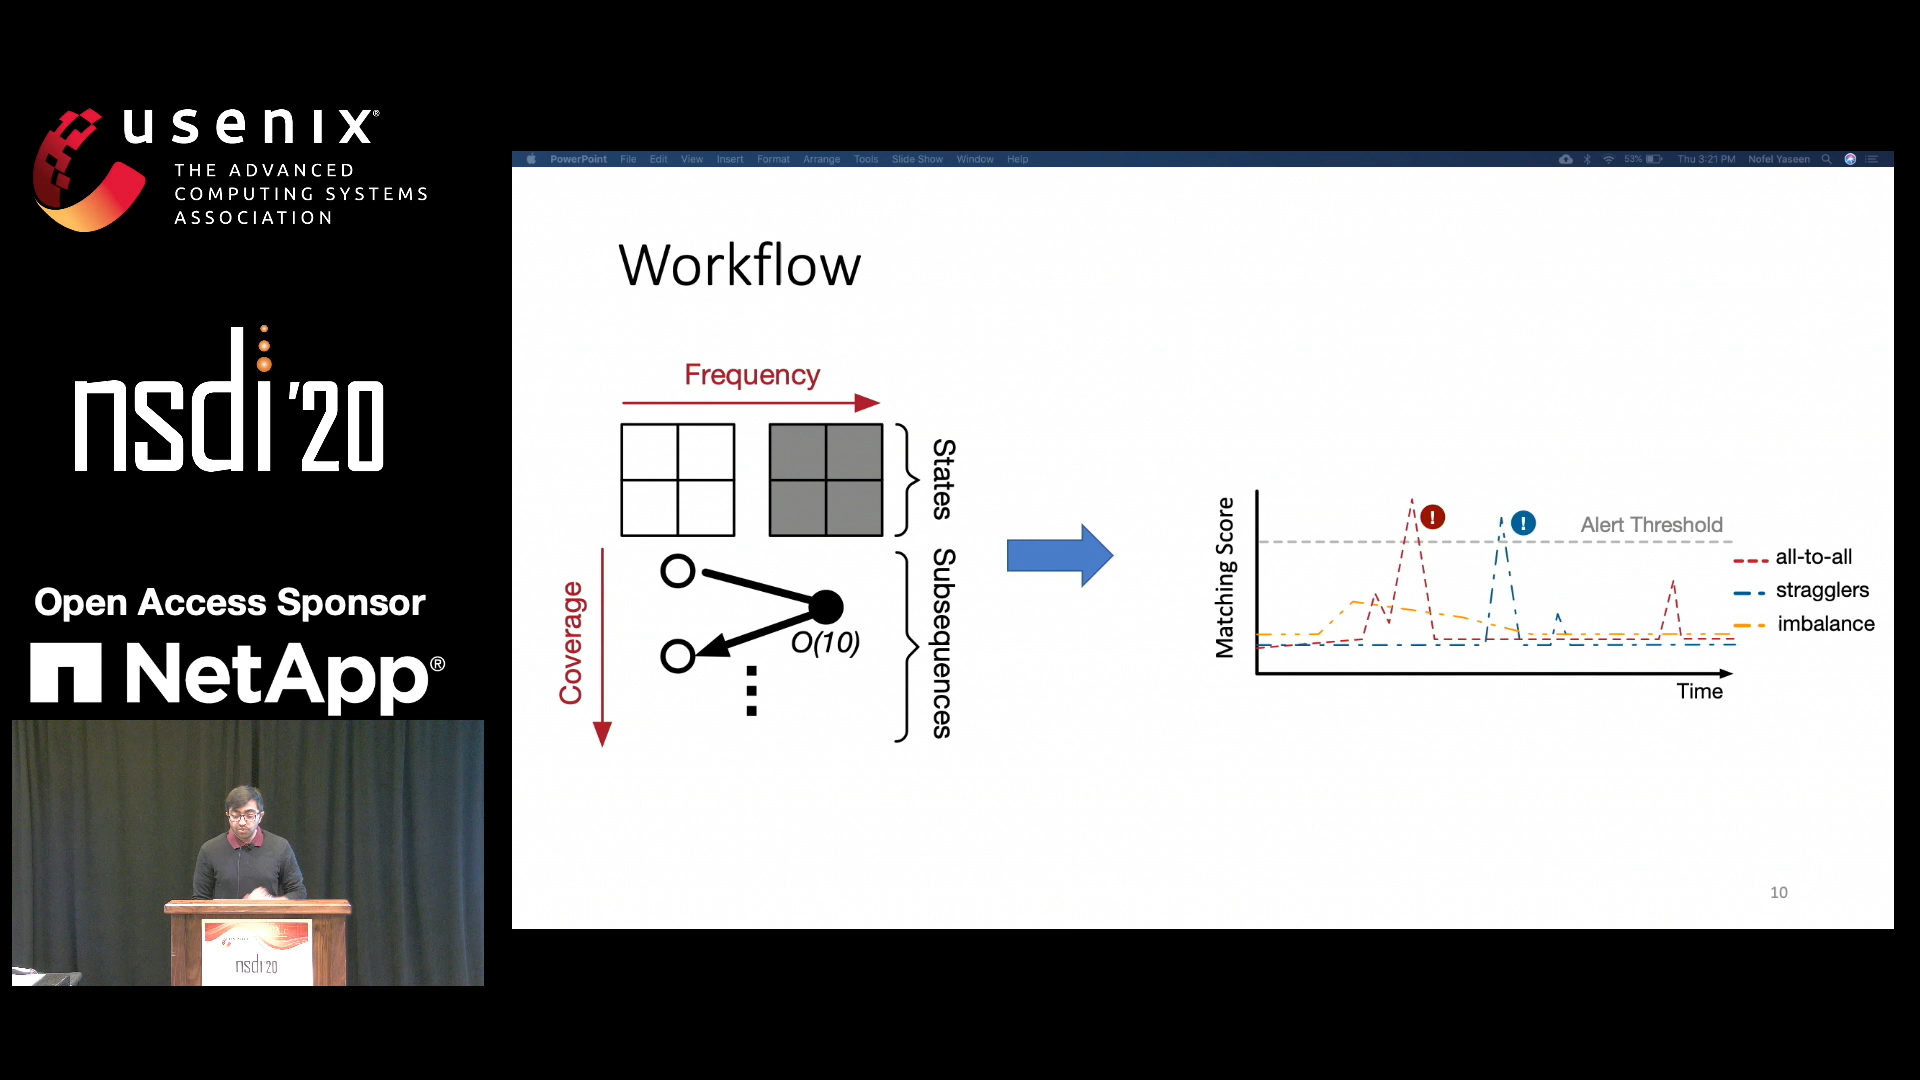 usenix®
THE ADVANCED
COMPUTING SYSTEMS
ASSOCIATION
nsdi '20
Open Access Sponsor
NetApp®
nsdi '20
PowerPoint File Edit View Insert Format Arrange Tools Slide Show Window Help
53% Thu 3:21 PM Nofel Yaseen
Workflow
Frequency
States
Coverage
O(10)
Subsequences
Matching Score
!
!
Alert Threshold
all-to-all
stragglers
imbalance
Time
10